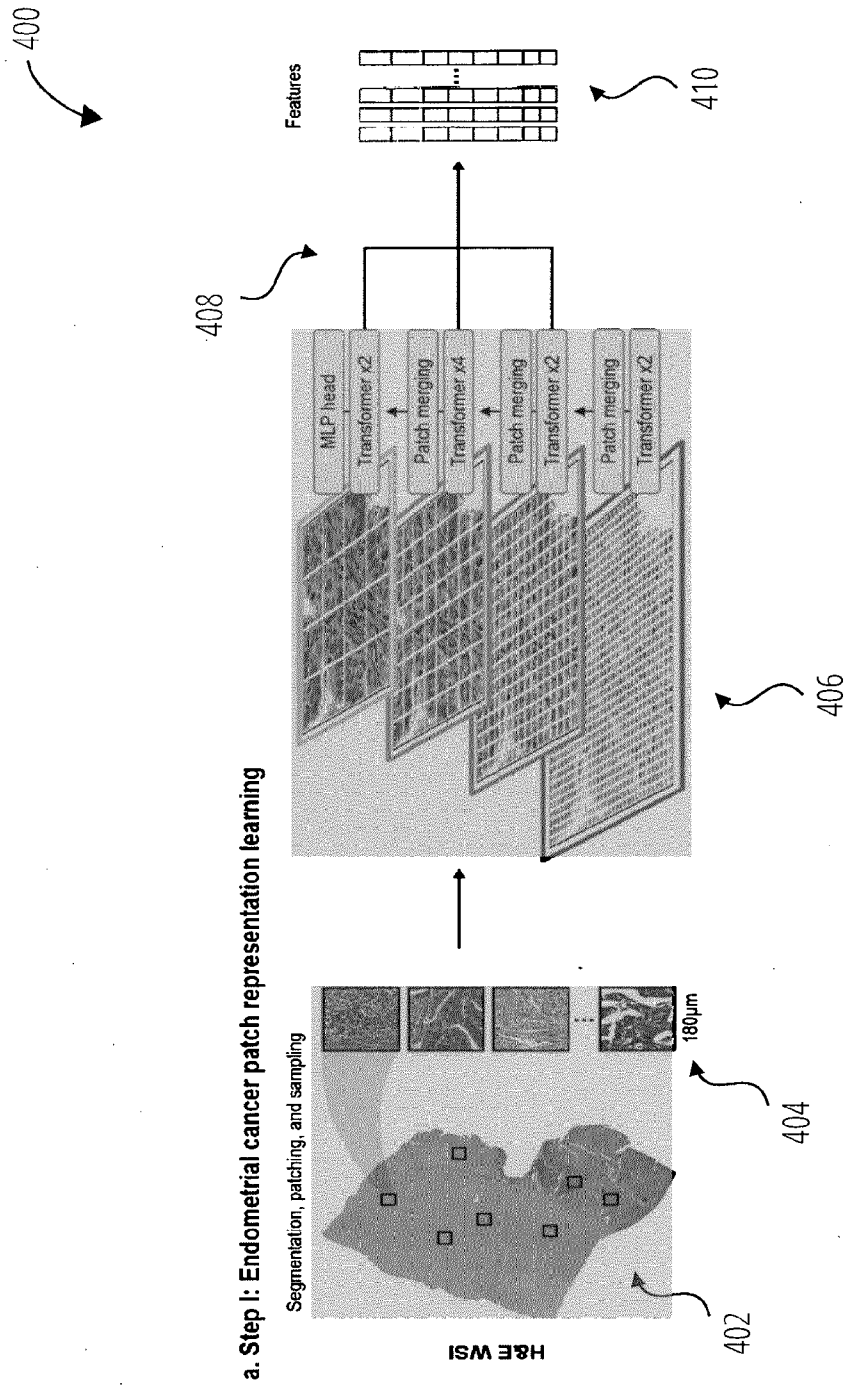 400
a. Step I: Endometrial cancer patch representation learning
Segmentation, patching, and sampling
H&E WSI
180µm
402
404
406
MLP head
Transformer x2
Patch merging
Transformer x4
Patch merging
Transformer x2
Patch merging
Transformer x2
408
Features
410